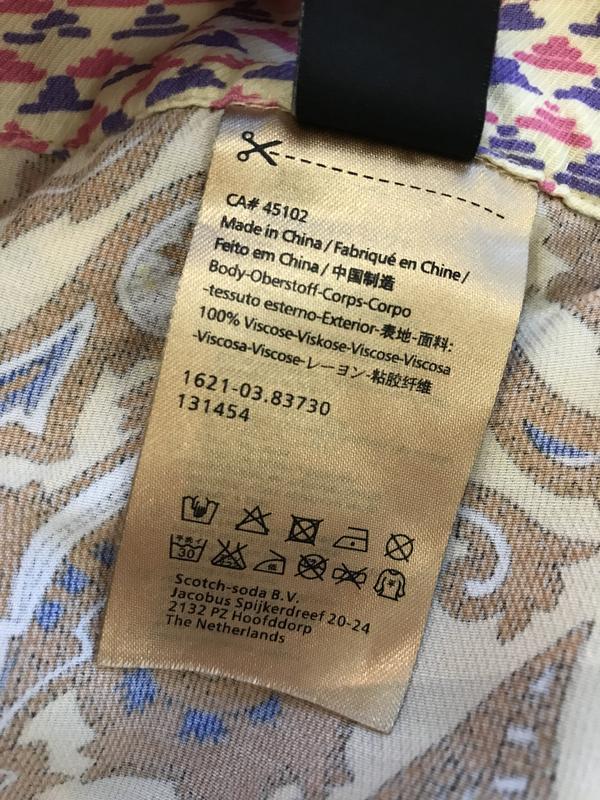 CA# 45102
Made in China / Fabriqué en Chine /
Feito em China / 中国制造
Body-Oberstoff-Corps-Corpo
-tessuto esterno-Exterior-表地-面料:
100% Viscose-Viskose-Viscose-Viscosa
-Viscosa-Viscose-レーヨン-粘胶纤维
1621-03.83730
131454
30
Scotch-soda B.V.
Jacobus Spijkerdreef 20-24
2132 PZ Hoofddorp
The Netherlands